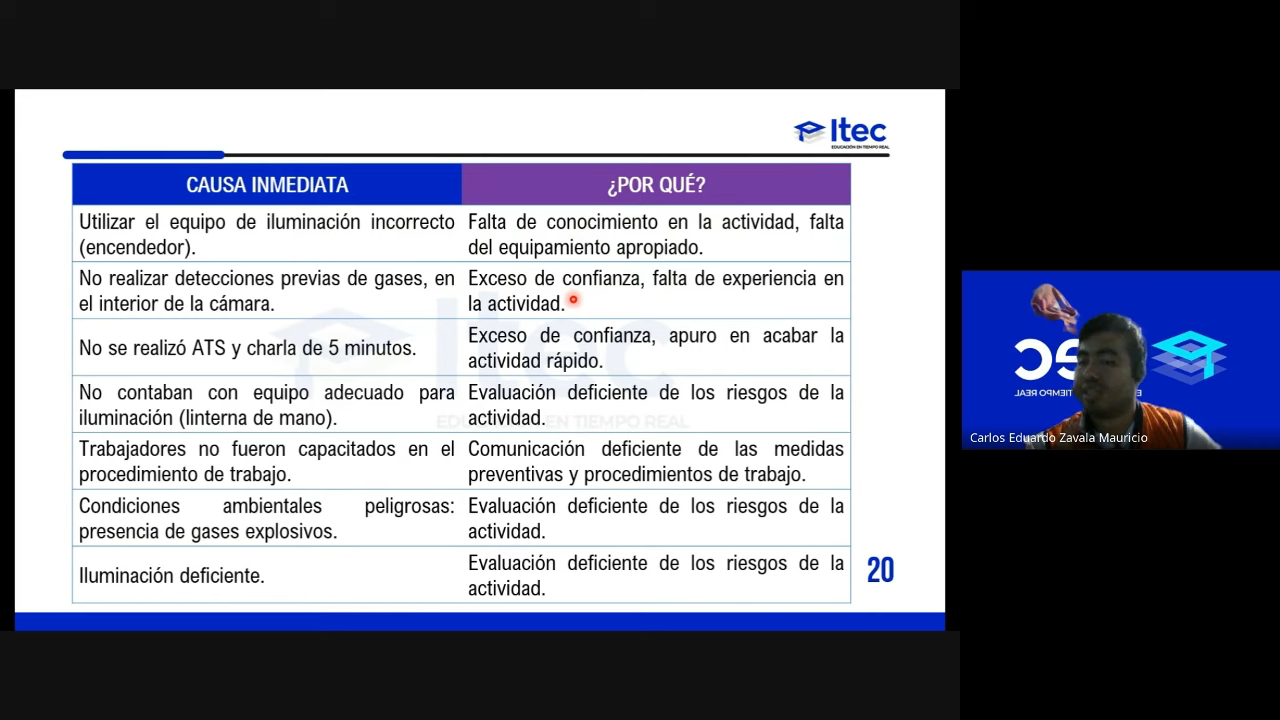 Itec
EDUCACIÓN EN TIEMPO REAL
CAUSA INMEDIATA
¿POR QUÉ?
Utilizar el equipo de iluminación incorrecto
(encendedor).
Falta de conocimiento en la actividad, falta
del equipamiento apropiado.
No realizar detecciones previas de gases, en
el interior de la cámara.
Exceso de confianza, falta de experiencia en
la actividad.
No se realizó ATS y charla de 5 minutos.
Exceso de confianza, apuro en acabar la
actividad rápido.
No contaban con equipo adecuado para
iluminación (linterna de mano).
Evaluación deficiente de los riesgos de la
actividad.
Trabajadores no fueron capacitados en el
procedimiento de trabajo.
Comunicación deficiente de las medidas
preventivas y procedimientos de trabajo.
Condiciones ambientales peligrosas:
presencia de gases explosivos.
Evaluación deficiente de los riesgos de la
actividad.
Iluminación deficiente.
Evaluación deficiente de los riesgos de la
actividad.
20
Carlos Eduardo Zavala Mauricio